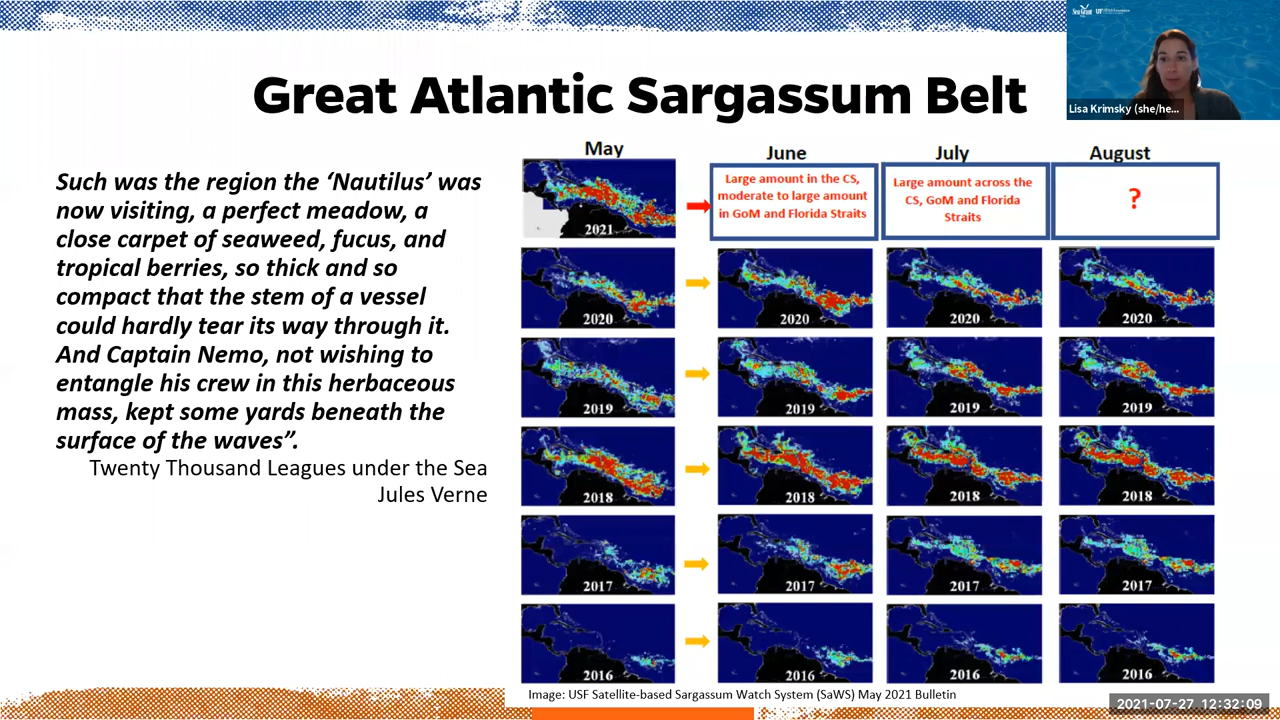 Great Atlantic Sargassum Belt
Sea Grant
UF
Lisa Krimsky (she/he...
Such was the region the ‘Nautilus’ was
now visiting, a perfect meadow, a
close carpet of seaweed, fucus, and
tropical berries, so thick and so
compact that the stem of a vessel
could hardly tear its way through it.
And Captain Nemo, not wishing to
entangle his crew in this herbaceous
mass, kept some yards beneath the
surface of the waves”.
Twenty Thousand Leagues under the Sea
Jules Verne
May
June
July
August
2021
Large amount in the CS,
moderate to large amount
in GoM and Florida Straits
Large amount across the
CS, GoM and Florida
Straits
?
2020
2020
2020
2020
2019
2019
2019
2019
2018
2018
2018
2018
2017
2017
2017
2017
2016
2016
2016
2016
Image: USF Satellite-based Sargassum Watch System (SaWS) May 2021 Bulletin
2021-07-27 12:32:09